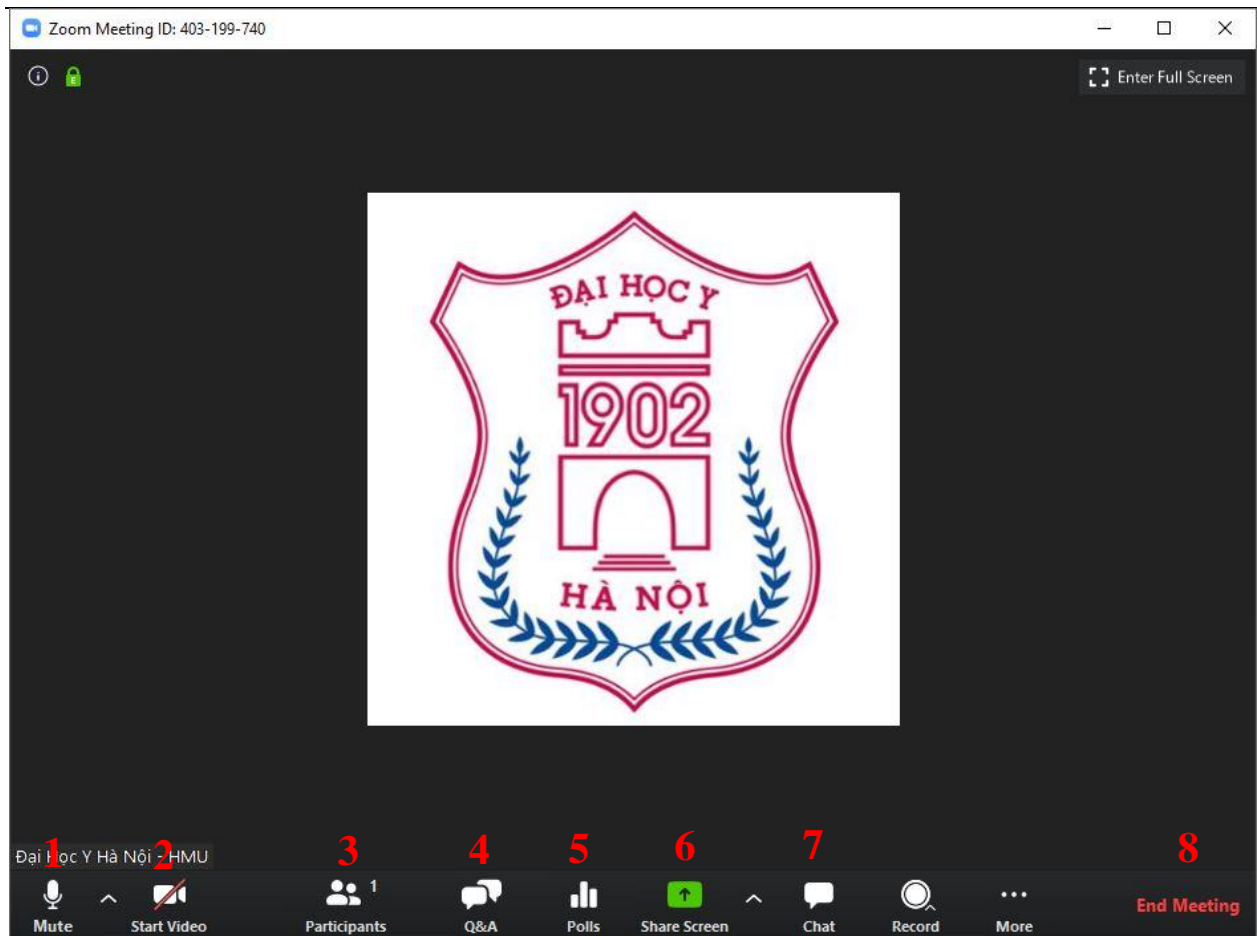 Zoom Meeting ID: 403-199-740
Enter Full Screen
ĐẠI HỌC Y
1902
HÀ NỘI
1 2 3 4 5 6 7 8
Đại Học Y Hà Nội - HMU
1
E
Mute Start Video Participants Q&A Polls Share Screen Chat Record More End Meeting